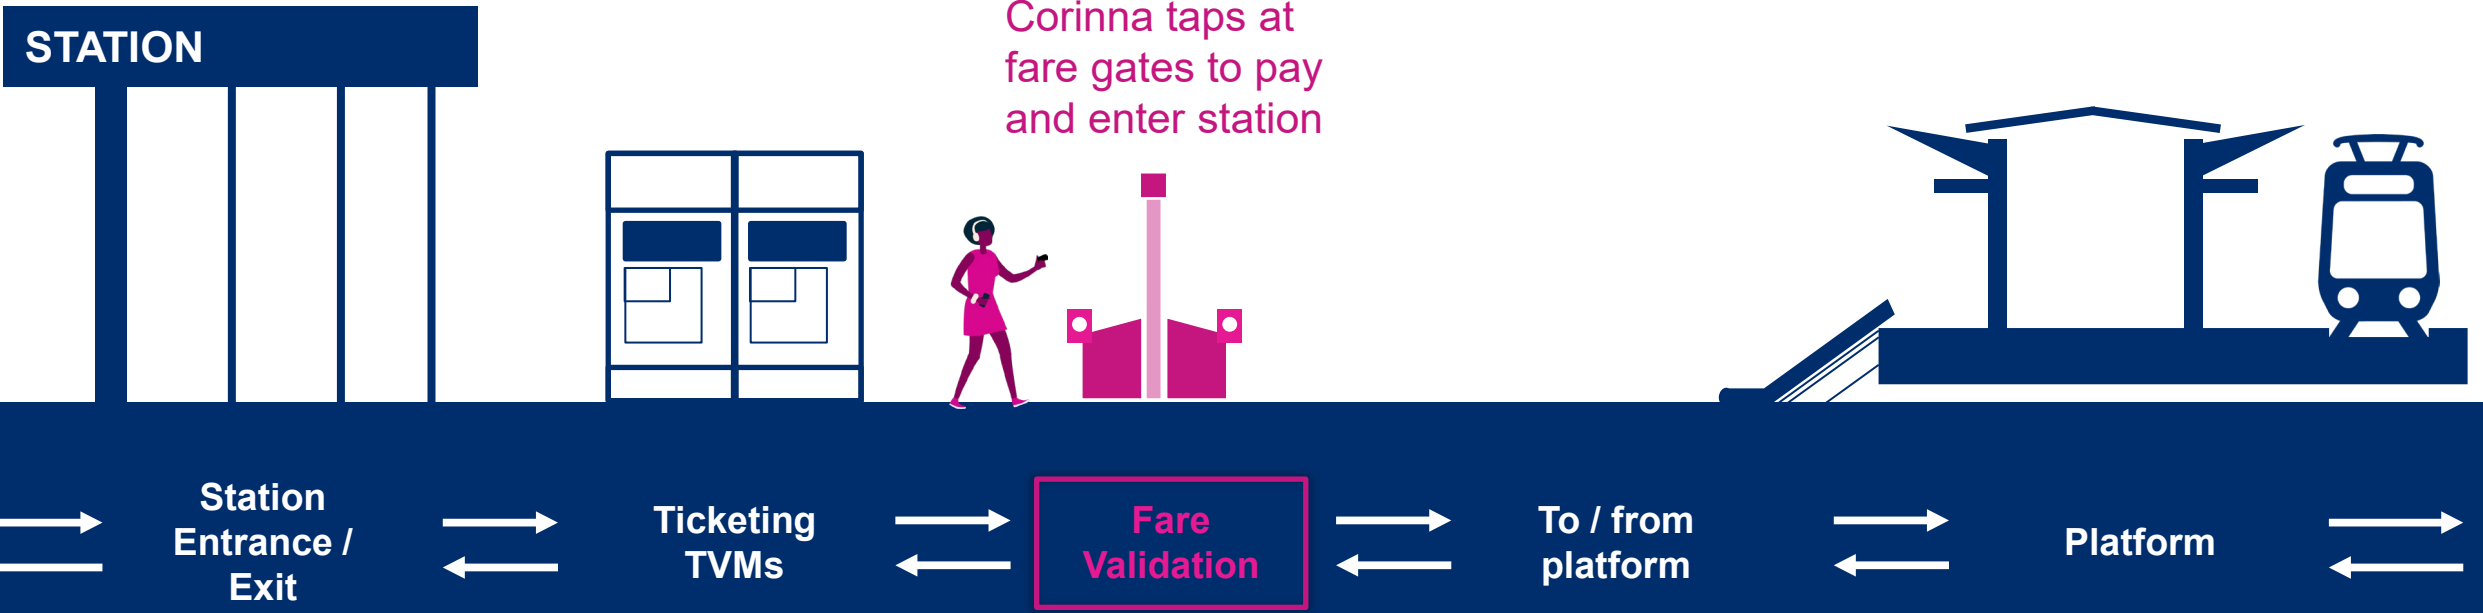 STATION
Corinna taps at
fare gates to pay
and enter station
Station
Entrance /
Exit
Ticketing
TVMs
Fare
Validation
To / from
platform
Platform